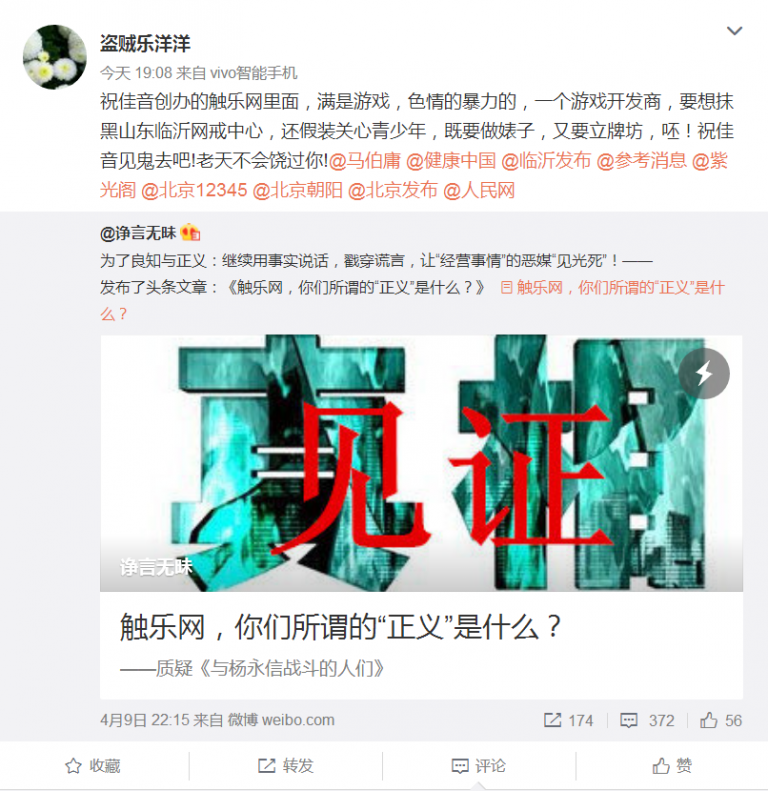 盗贼乐洋洋
今天 19:08 来自 vivo智能手机
祝佳音创办的触乐网里面，满是游戏，色情的暴力的，一个游戏开发商，要想抹
黑山东临沂网戒中心，还假装关心青少年，既要做婊子，又要立牌坊，呸！祝佳
音见鬼去吧!老天不会饶过你!@马伯庸 @健康中国 @临沂发布 @参考消息 @紫
光阁 @北京12345 @北京朝阳 @北京发布 @人民网
@诤言无昧
为了良知与正义：继续用事实说话，戳穿谎言，让“经营事情”的恶媒“见光死”！——
发布了头条文章：《触乐网，你们所谓的“正义”是什么？》 触乐网，你们所谓的“正义”是什
么？
真相
见证
诤言无昧
触乐网，你们所谓的“正义”是什么？
——质疑《与杨永信战斗的人们》
4月9日 22:15 来自 微博 weibo.com 174 372 56
收藏 转发 评论 赞